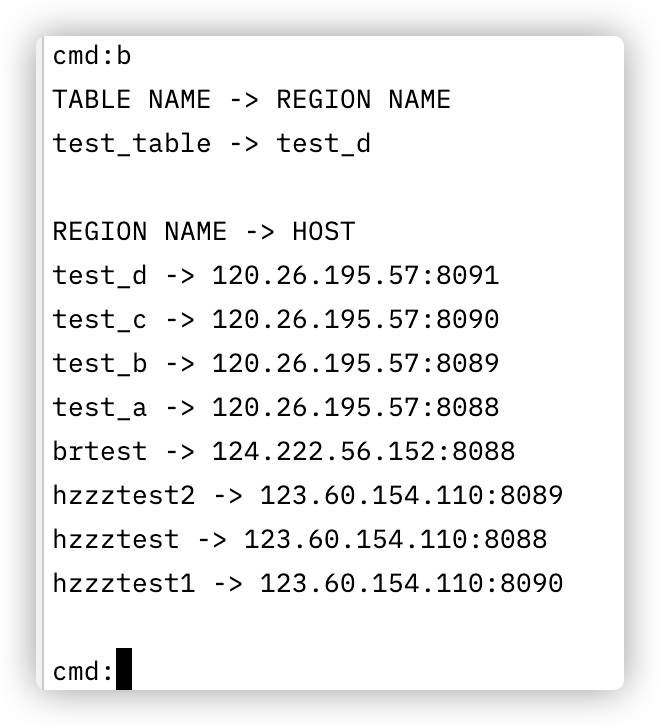 cmd:b
TABLE NAME -> REGION NAME
test_table -> test_d
REGION NAME -> HOST
test_d -> 120.26.195.57:8091
test_c -> 120.26.195.57:8090
test_b -> 120.26.195.57:8089
test_a -> 120.26.195.57:8088
brtest -> 124.222.56.152:8088
hzzztest2 -> 123.60.154.110:8089
hzzztest -> 123.60.154.110:8088
hzzztest1 -> 123.60.154.110:8090
cmd: